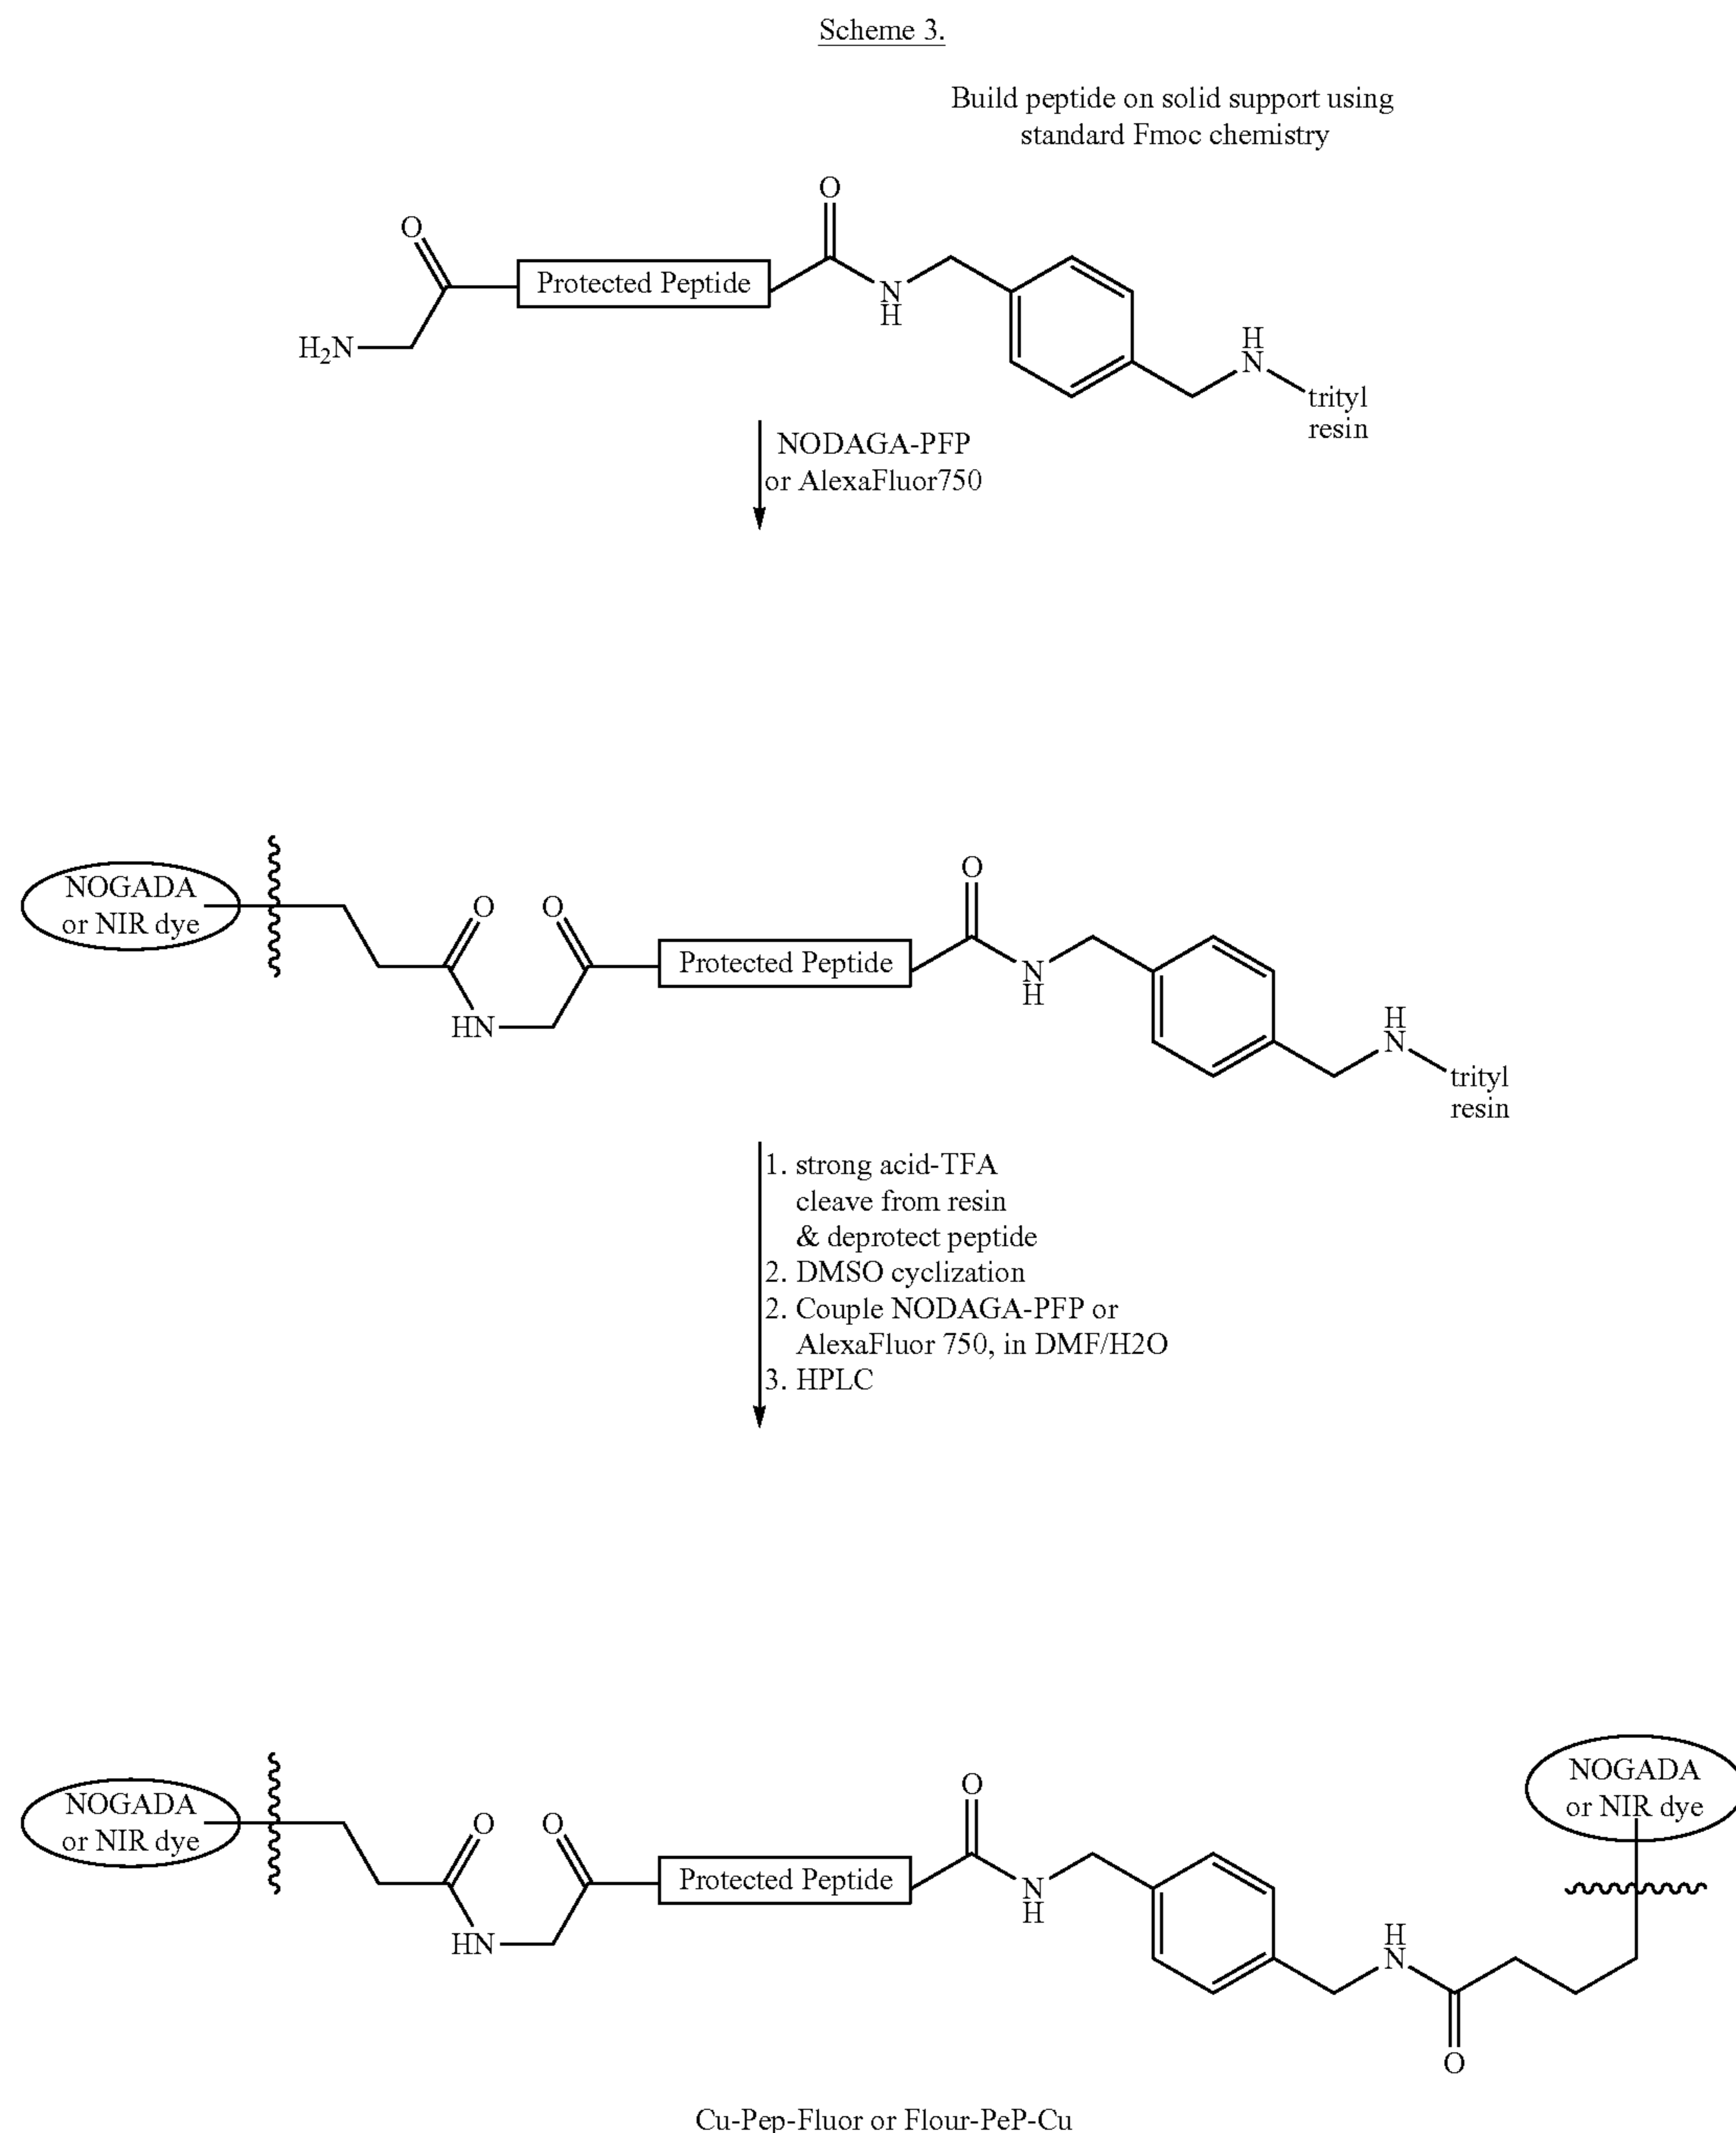 Scheme 3.
Build peptide on solid support using
standard Fmoc chemistry
O
O
Protected Peptide
N
H
H2N
H
N
trityl
resin
NODAGA-PFP
or AlexaFluor750
NOGADA
or NIR dye
O
O
O
Protected Peptide
N
H
HN
H
N
trityl
resin
1. strong acid-TFA
cleave from resin
& deprotect peptide
2. DMSO cyclization
2. Couple NODAGA-PFP or
AlexaFluor 750, in DMF/H2O
3. HPLC
NOGADA
or NIR dye
O
O
O
Protected Peptide
N
H
HN
H
N
O
NOGADA
or NIR dye
Cu-Pep-Fluor or Flour-PeP-Cu